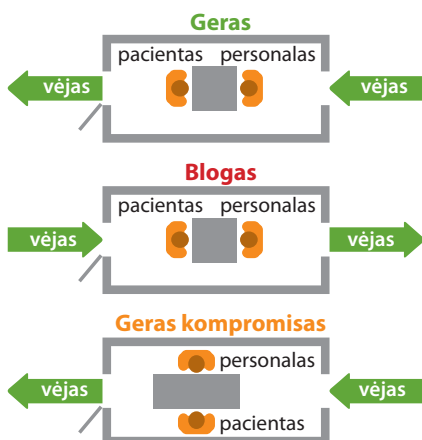 Geras
pacientas personalas
vėjas vėjas
Blogas
pacientas personalas
vėjas vėjas
Geras kompromisas
personalas
vėjas vėjas
pacientas